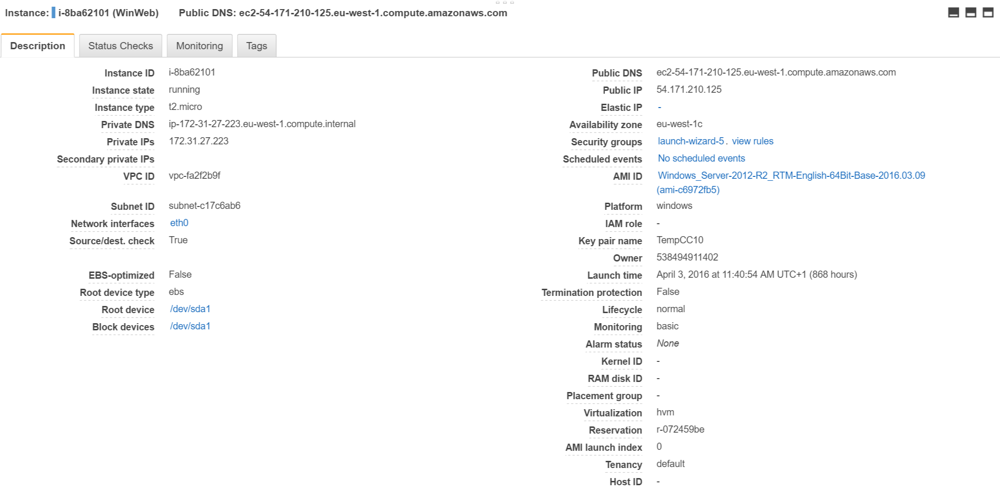 Instance: i-8ba62101 (WinWeb) Public DNS: ec2-54-171-210-125.eu-west-1.compute.amazonaws.com
Description Status Checks Monitoring Tags
Instance ID i-8ba62101
Instance state running
Instance type t2.micro
Private DNS ip-172-31-27-223.eu-west-1.compute.internal
Private IPs 172.31.27.223
Secondary private IPs
VPC ID vpc-fa2f2b9f
Subnet ID subnet-c17c6ab6
Network interfaces eth0
Source/dest. check True
EBS-optimized False
Root device type ebs
Root device /dev/sda1
Block devices /dev/sda1
Public DNS ec2-54-171-210-125.eu-west-1.compute.amazonaws.com
Public IP 54.171.210.125
Elastic IP -
Availability zone eu-west-1c
Security groups launch-wizard-5. view rules
Scheduled events No scheduled events
AMI ID Windows_Server-2012-R2_RTM-English-64Bit-Base-2016.03.09
(ami-c6972fb5)
Platform windows
IAM role -
Key pair name TempCC10
Owner 538494911402
Launch time April 3, 2016 at 11:40:54 AM UTC+1 (868 hours)
Termination protection False
Lifecycle normal
Monitoring basic
Alarm status None
Kernel ID -
RAM disk ID -
Placement group -
Virtualization hvm
Reservation r-072459be
AMI launch index 0
Tenancy default
Host ID -